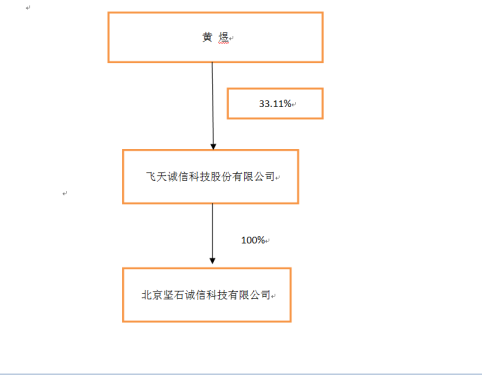 黄 煜
33.11%
飞天诚信科技股份有限公司
100%
北京坚石诚信科技有限公司